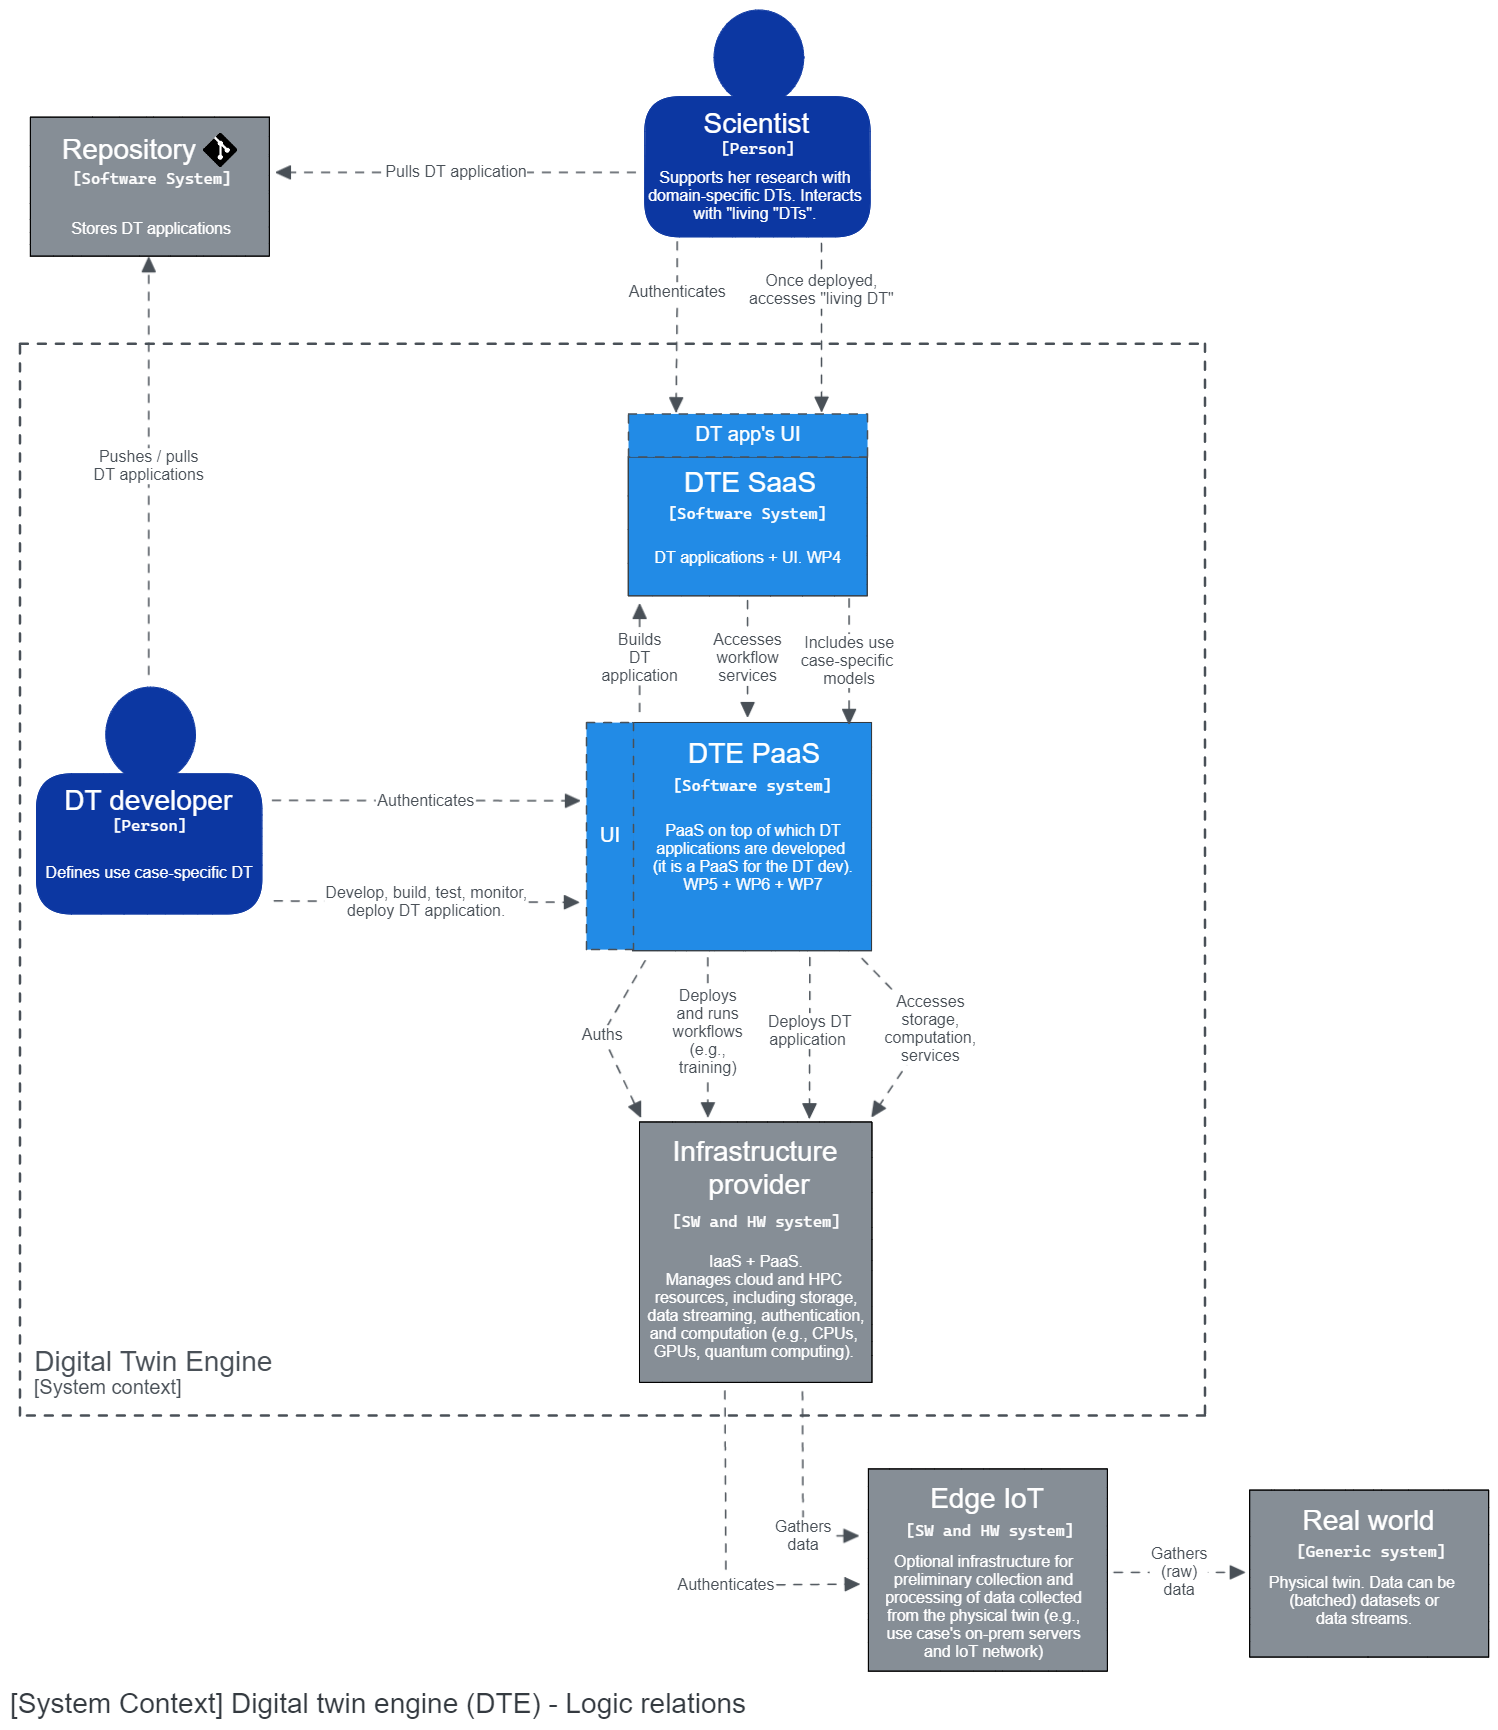 Scientist
[Person]
Supports her research with
domain-specific DTs. Interacts
with "living "DTs".
Repository
[Software System]
Stores DT applications
Pulls DT application
Authenticates
Once deployed,
accesses "living DT"
Pushes / pulls
DT applications
DT app's UI
DTE SaaS
[Software System]
DT applications + UI. WP4
Builds
DT
application
Accesses
workflow
services
Includes use
case-specific
models
DT developer
[Person]
Defines use case-specific DT
Authenticates
Develop, build, test, monitor,
deploy DT application.
UI
DTE PaaS
[Software system]
PaaS on top of which DT
applications are developed
(it is a PaaS for the DT dev).
WP5 + WP6 + WP7
Auths
Deploys
and runs
workflows
(e.g.,
training)
Deploys DT
application
Accesses
storage,
computation,
services
Infrastructure
provider
[SW and HW system]
IaaS + PaaS.
Manages cloud and HPC
resources, including storage,
data streaming, authentication,
and computation (e.g., CPUs,
GPUs, quantum computing).
Digital Twin Engine
[System context]
Gathers
data
Authenticates
Edge IoT
[SW and HW system]
Optional infrastructure for
preliminary collection and
processing of data collected
from the physical twin (e.g.,
use case's on-prem servers
and IoT network)
Gathers
(raw)
data
Real world
[Generic system]
Physical twin. Data can be
(batched) datasets or
data streams.
[System Context] Digital twin engine (DTE) - Logic relations